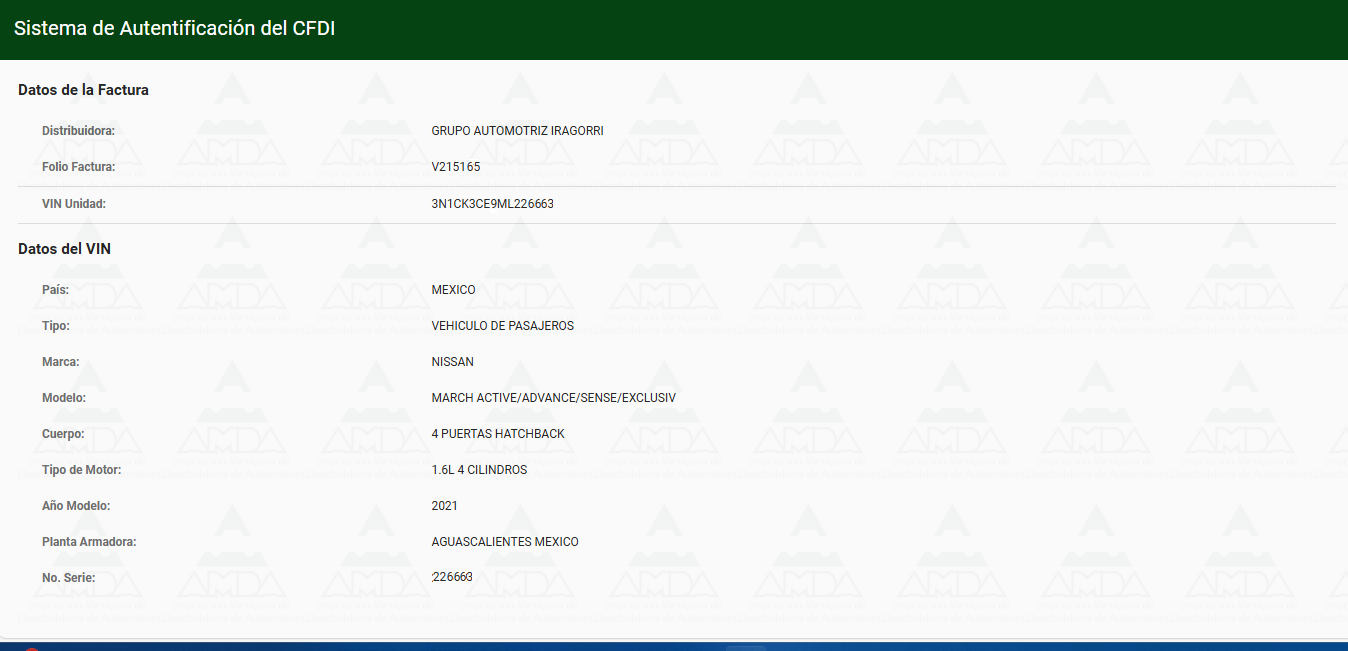 Sistema de Autentificación del CFDI
Datos de la Factura
Distribuidora: GRUPO AUTOMOTRIZ IRAGORRI
Folio Factura: V215165
VIN Unidad: 3N1CK3CE9ML226663
Datos del VIN
País: MEXICO
Tipo: VEHICULO DE PASAJEROS
Marca: NISSAN
Modelo: MARCH ACTIVE/ADVANCE/SENSE/EXCLUSIV
Cuerpo: 4 PUERTAS HATCHBACK
Tipo de Motor: 1.6L 4 CILINDROS
Año Modelo: 2021
Planta Armadora: AGUASCALIENTES MEXICO
No. Serie: 226663
AMDA